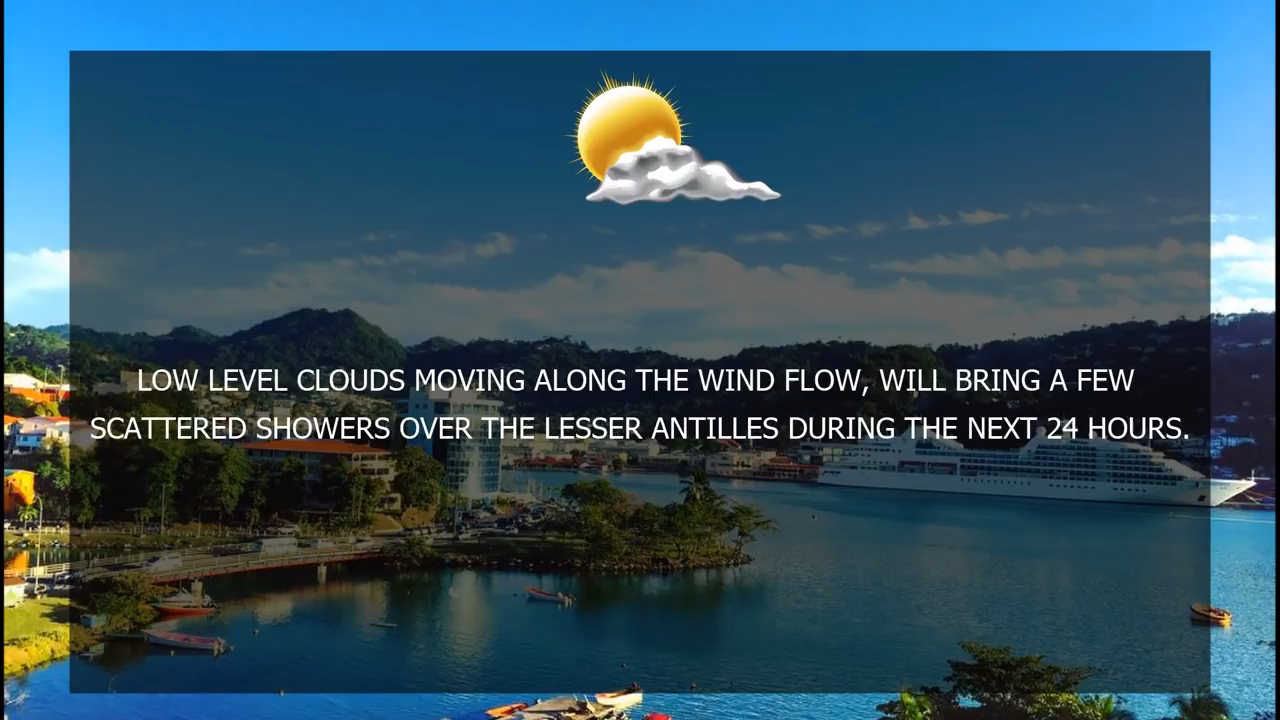 LOW LEVEL CLOUDS MOVING ALONG THE WIND FLOW, WILL BRING A FEW
SCATTERED SHOWERS OVER THE LESSER ANTILLES DURING THE NEXT 24 HOURS.